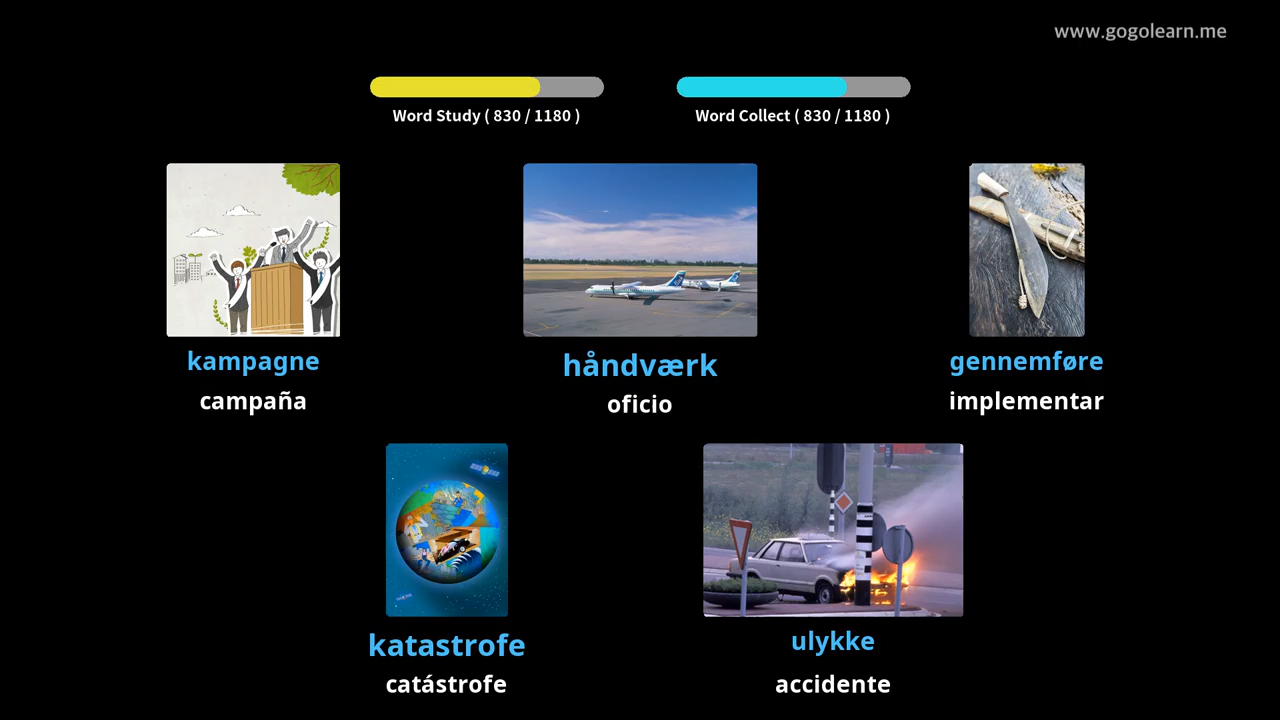 www.gogolearn.me
Word Study ( 830 / 1180 )
Word Collect ( 830 / 1180 )
kampagne
campaña
håndværk
oficio
gennemføre
implementar
katastrofe
catástrofe
ulykke
accidente